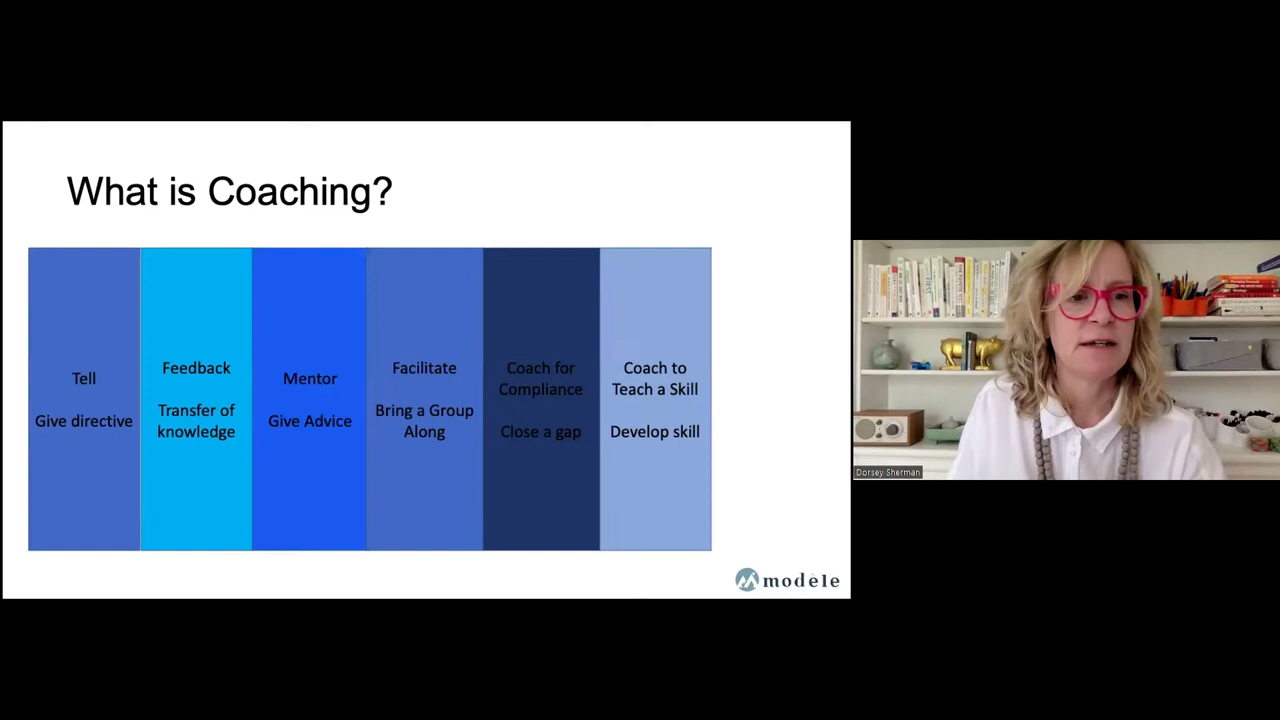 What is Coaching?
Tell
Give directive
Feedback
Transfer of
knowledge
Mentor
Give Advice
Facilitate
Bring a Group
Along
Coach for
Compliance
Close a gap
Coach to
Teach a Skill
Develop skill
modèle
Dorsey Sherman